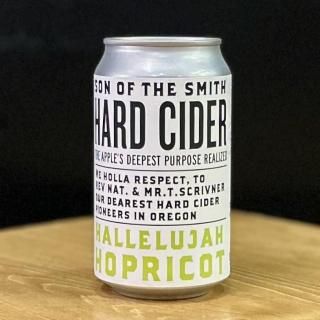 SON OF THE SMITH
HARD CIDER
THE APPLE'S DEEPEST PURPOSE REALIZED
WE HOLLA RESPECT, TO
REV NAT. & MR.T.SCRIVNER
OUR DEAREST HARD CIDER
PIONEERS IN OREGON
HALLELUJAH
HOPRICOT